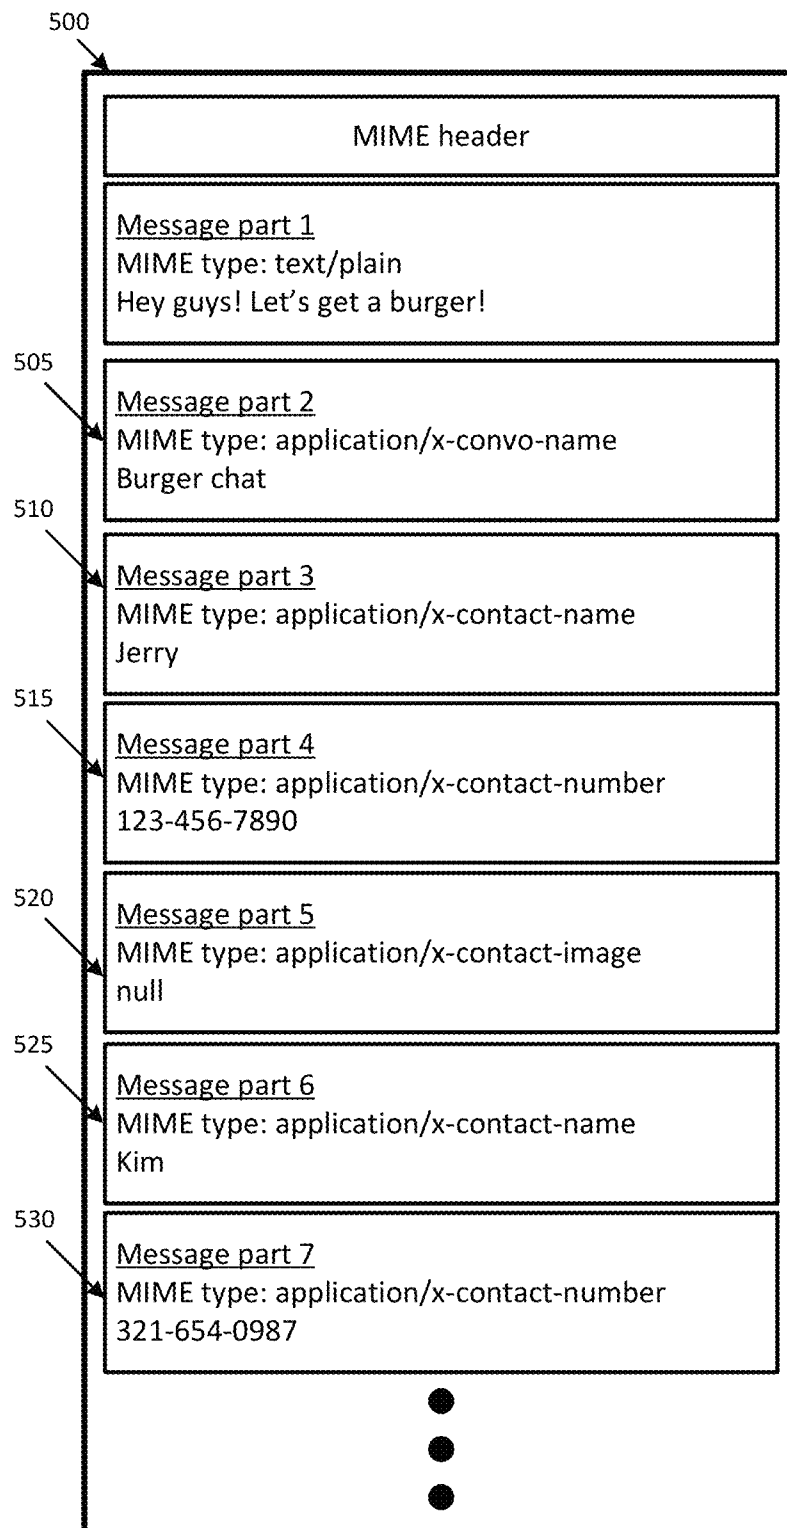 500
MIME header
Message part 1
MIME type: text/plain
Hey guys! Let's get a burger!
505
Message part 2
MIME type: application/x-convo-name
Burger chat
510
Message part 3
MIME type: application/x-contact-name
Jerry
515
Message part 4
MIME type: application/x-contact-number
123-456-7890
520
Message part 5
MIME type: application/x-contact-image
null
525
Message part 6
MIME type: application/x-contact-name
Kim
530
Message part 7
MIME type: application/x-contact-number
321-654-0987